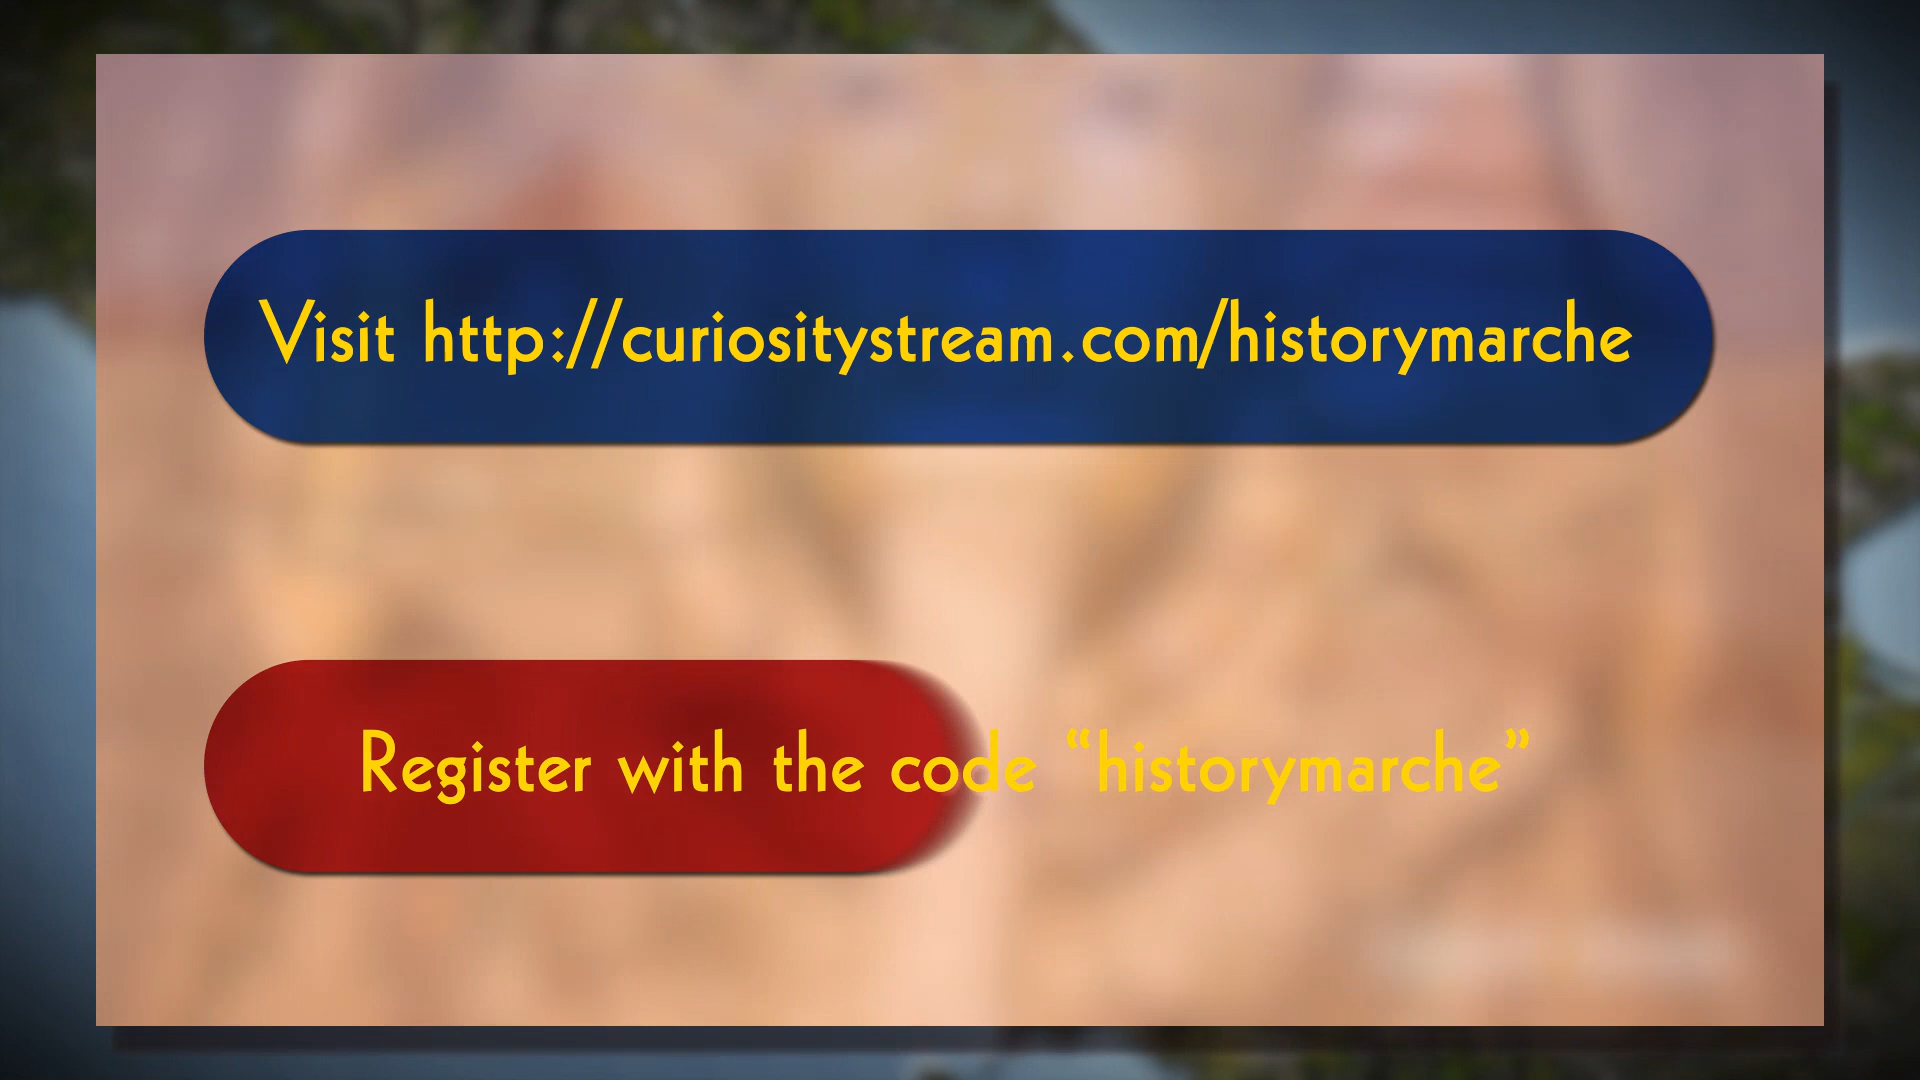 Visit http://curiositystream.com/historymarche
Register with the code “historymarche”